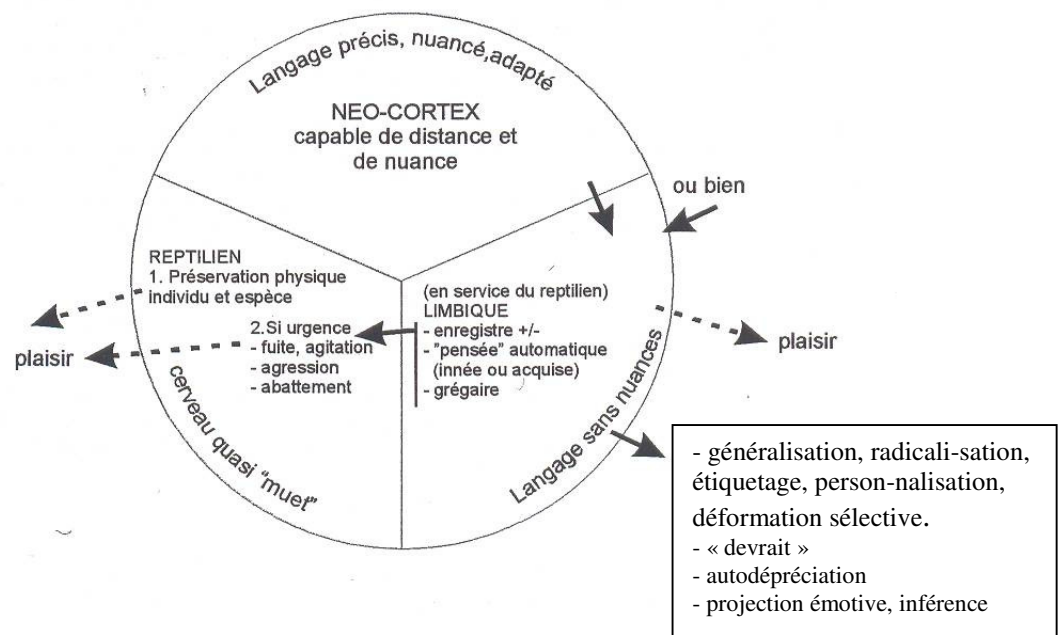 Langage précis, nuancé,adapté
NEO-CORTEX
capable de distance et
de nuance
ou bien
REPTILIEN
1. Préservation physique
individu et espèce
2.Si urgence
- fuite, agitation
- agression
- abattement
plaisir
cerveau quasi "muet"
(en service du reptilien)
LIMBIQUE
- enregistre +/-
- "pensée" automatique
(innée ou acquise)
- grégaire
plaisir
Langage sans nuances
- généralisation, radicali-sation,
étiquetage, person-nalisation,
déformation sélective.
- « devrait »
- autodépréciation
- projection émotive, inférence